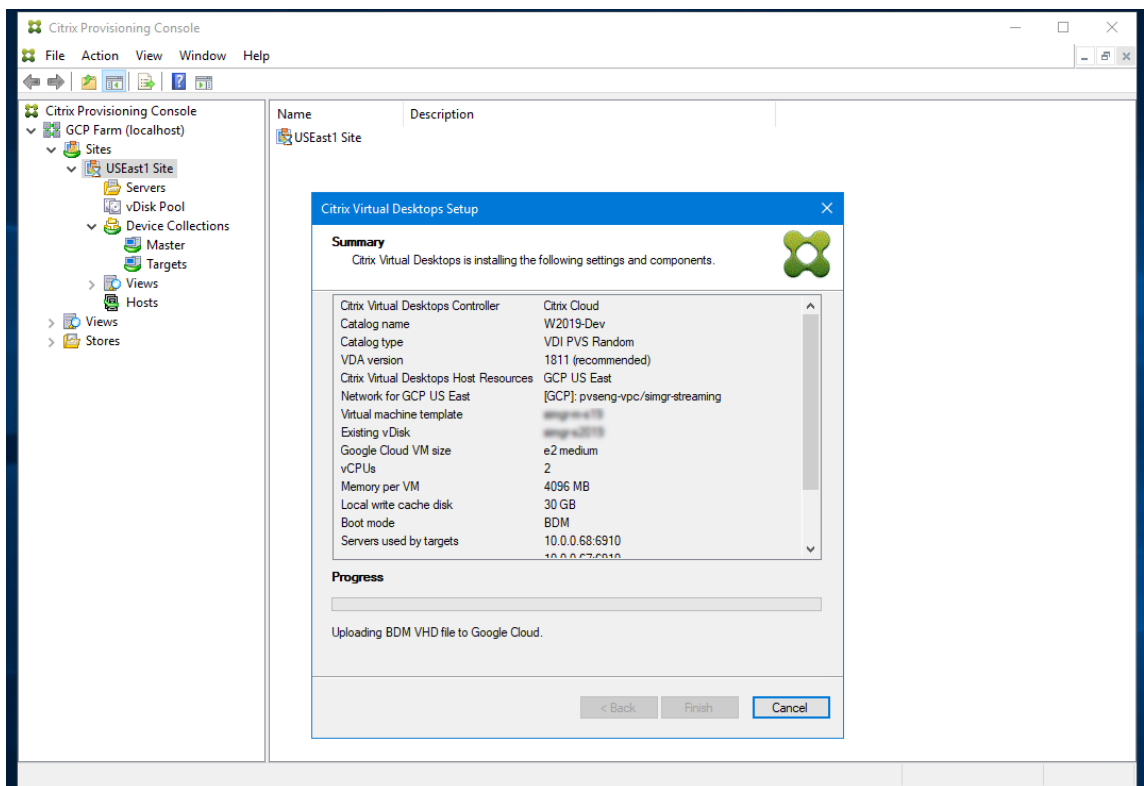 Citrix Provisioning Console
File Action View Window Help
Citrix Provisioning Console
GCP Farm (localhost)
Sites
USEast1 Site
Servers
vDisk Pool
Device Collections
Master
Targets
Views
Hosts
Views
Stores
Name Description
USEast1 Site
Citrix Virtual Desktops Setup
Summary
Citrix Virtual Desktops is installing the following settings and components.
Citrix Virtual Desktops Controller Citrix Cloud
Catalog name W2019-Dev
Catalog type VDI PVS Random
VDA version 1811 (recommended)
Citrix Virtual Desktops Host Resources GCP US East
Network for GCP US East [GCP]: pvseng-vpc/simgr-streaming
Virtual machine template
Existing vDisk
Google Cloud VM size e2 medium
vCPUs 2
Memory per VM 4096 MB
Local write cache disk 30 GB
Boot mode BDM
Servers used by targets 10.0.0.68:6910
10.0.0.67:6910
Progress
Uploading BDM VHD file to Google Cloud.
< Back Finish Cancel